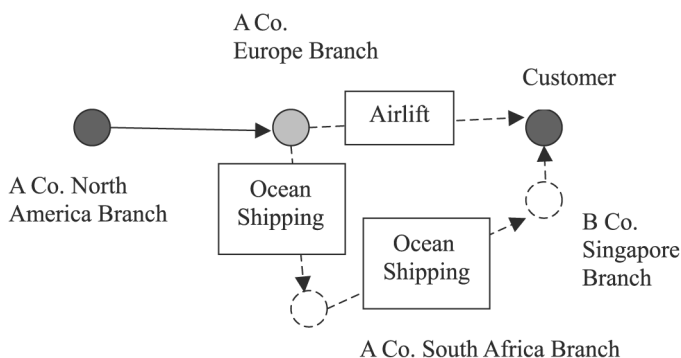 A Co.
Europe Branch
Customer
Airlift
A Co. North
America Branch
Ocean
Shipping
Ocean
Shipping
B Co.
Singapore
Branch
A Co. South Africa Branch